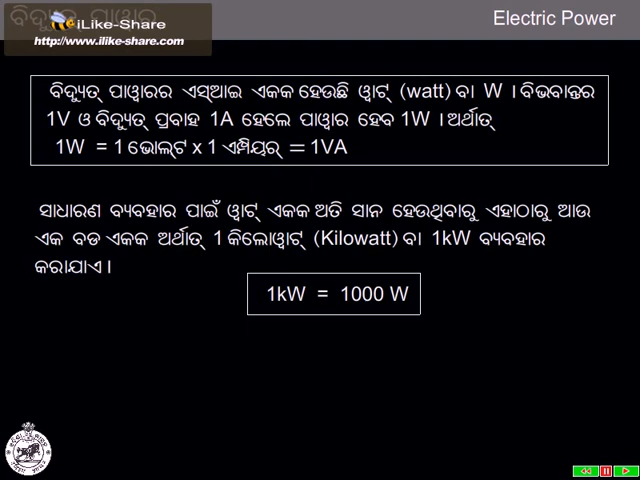 ବିଦ୍ୟୁତ୍ ପାୱାର
iLike-Share
http://www.ilike-share.com
Electric Power
ବିଦ୍ୟୁତ୍ ପାୱାରର ଏସ୍ଆଇ ଏକକ ହେଉଛି ୱାଟ୍ (watt) ବା W । ବିଭବାନ୍ତର
1V ଓ ବିଦ୍ୟୁତ୍ ପ୍ରବାହ 1A ହେଲେ ପାୱାର ହେବ 1W । ଅର୍ଥାତ୍
1W = 1 ଭୋଲ୍ଟ x 1 ଏମ୍ପିୟର୍ = 1VA
ସାଧାରଣ ବ୍ୟବହାର ପାଇଁ ୱାଟ୍ ଏକକ ଅତି ସାନ ହେଉଥିବାରୁ ଏହାଠାରୁ ଆଉ
ଏକ ବଡ ଏକକ ଅର୍ଥାତ୍ 1 କିଲୋୱାଟ୍ (Kilowatt) ବା 1kW ବ୍ୟବହାର
କରାଯାଏ ।
1kW = 1000 W